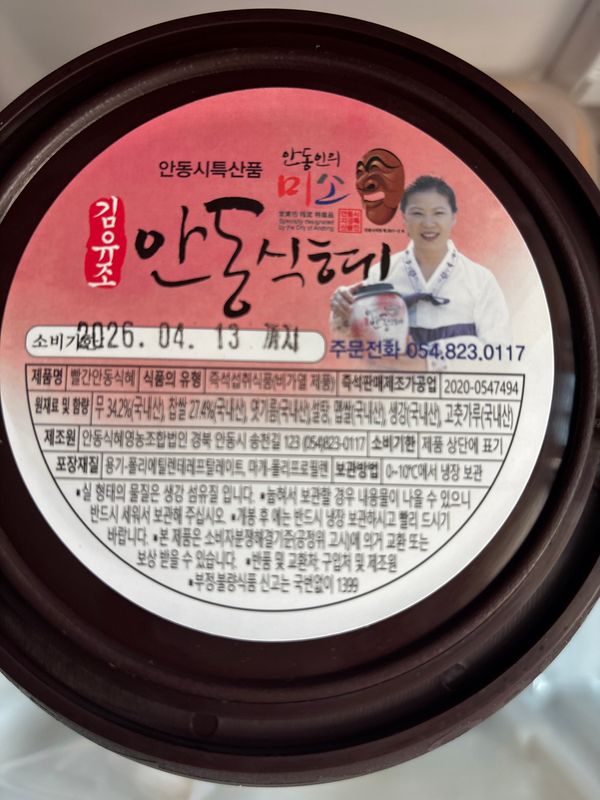 안동시특산품
안동인의
미소
Specially designated
by the City of Andong
김유조
안동식혜
소비기한 2026. 04. 13 까지
주문전화 054.823.0117
제품명 빨간안동식혜 식품의 유형 즉석섭취식품(비가열 제품) 즉석판매제조가공업 2020-0547494
원재료 및 함량 무 34.2%(국내산), 찹쌀 27.4%(국내산), 엿기름(국내산), 설탕, 맵쌀(국내산), 생강(국내산), 고춧가루(국내산)
제조원 안동식혜영농조합법인 경북 안동시 송천길 123 (054)823-0117 소비기한 제품 상단에 표기
포장재질 용기-폴리에틸렌테레프탈레이트, 마개-폴리프로필렌 보관방법 0~10℃에서 냉장 보관
▪실 형태의 물질은 생강 섬유질 입니다. ▪눕혀서 보관할 경우 내용물이 나올 수 있으니
반드시 세워서 보관해 주십시오 ▪개봉 후에는 반드시 냉장 보관하시고 빨리 드시기
바랍니다. ▪본 제품은 소비자분쟁해결기준(공정위 고시)에 의거 교환 또는
보상 받을 수 있습니다. ▪반품 및 교환처: 구입처 및 제조원
▪부정·불량식품 신고는 국번없이 1399